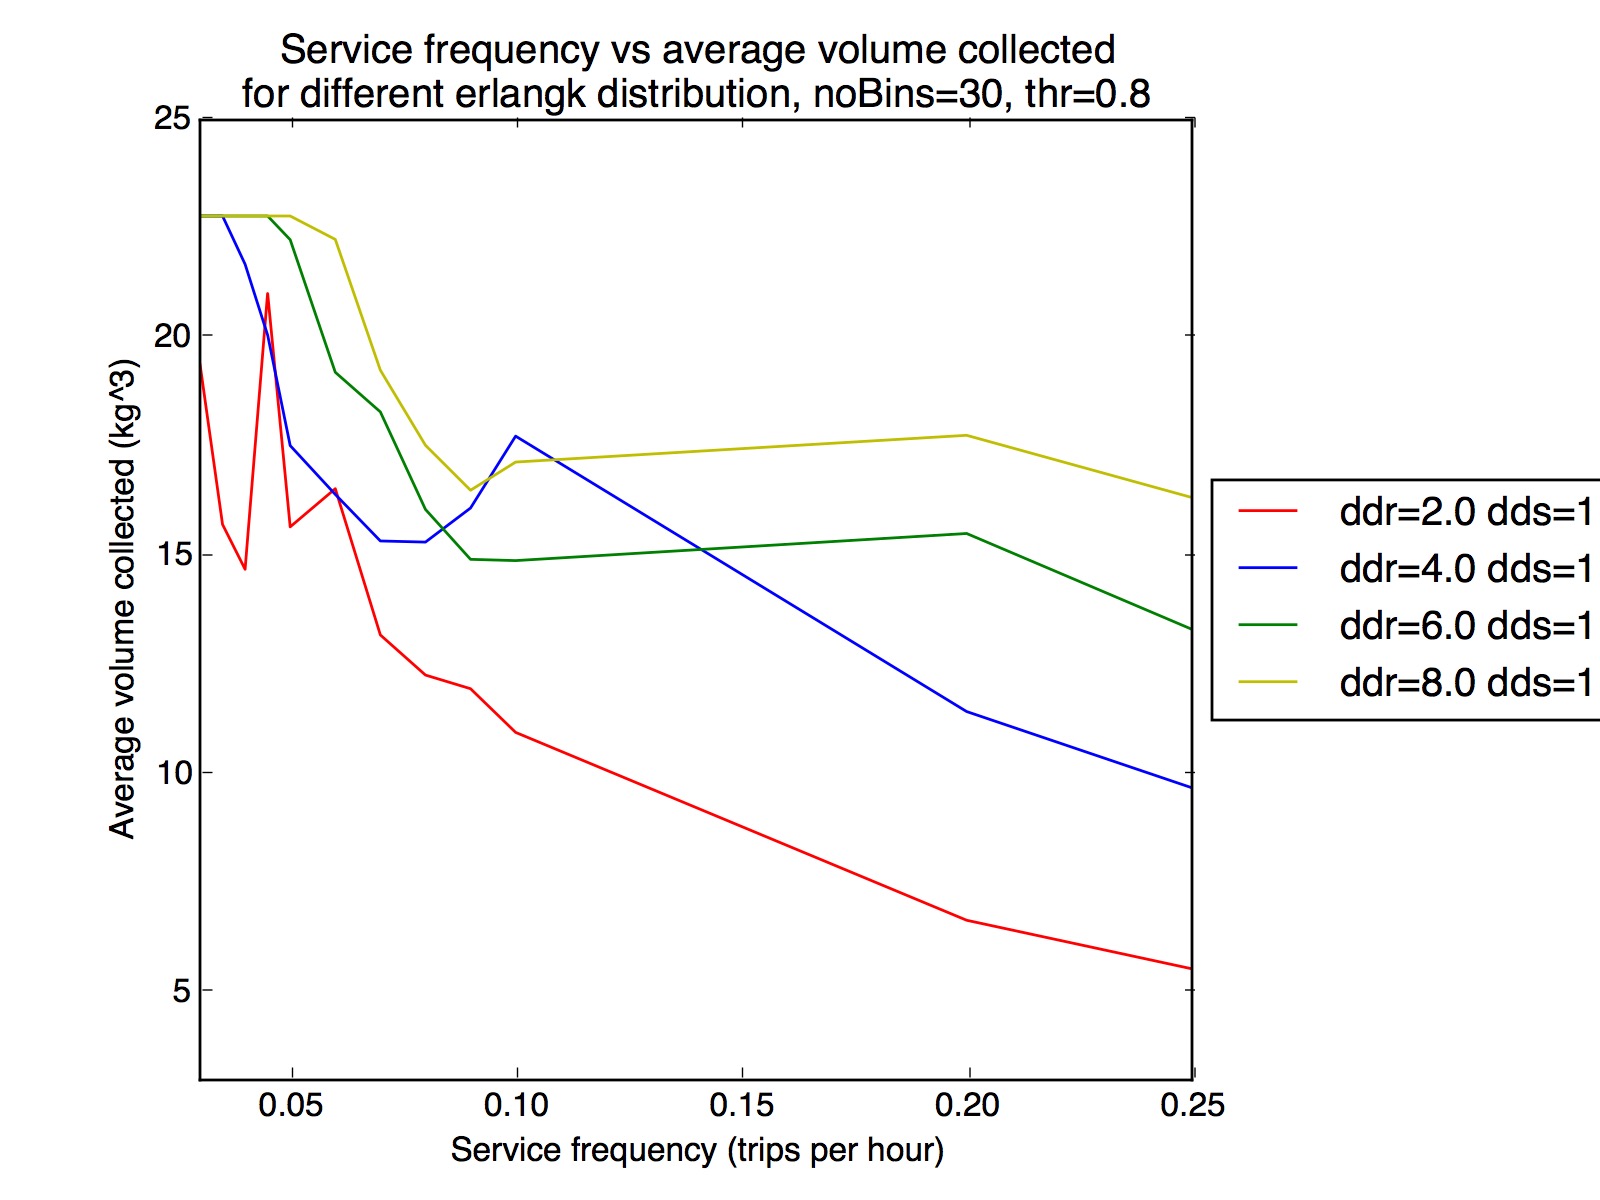 Service frequency vs average volume collected
for different erlangk distribution, noBins=30, thr=0.8
25
20
15
10
5
Average volume collected (kg^3)
0.05 0.10 0.15 0.20 0.25
Service frequency (trips per hour)
ddr=2.0 dds=1
ddr=4.0 dds=1
ddr=6.0 dds=1
ddr=8.0 dds=1